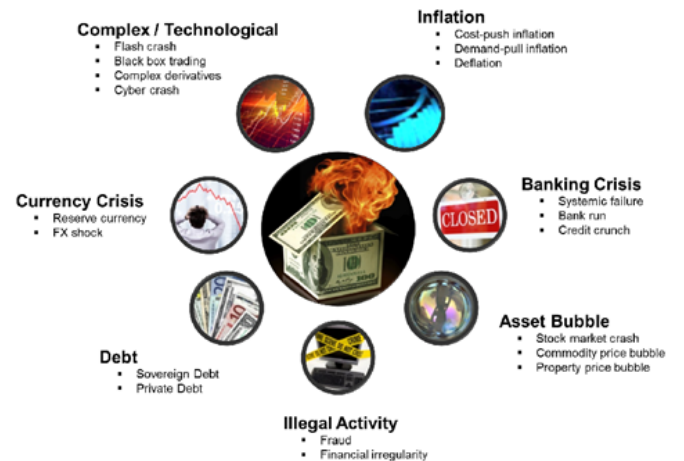 Complex / Technological
▪ Flash crash
▪ Black box trading
▪ Complex derivatives
▪ Cyber crash
Inflation
▪ Cost-push inflation
▪ Demand-pull inflation
▪ Deflation
Currency Crisis
▪ Reserve currency
▪ FX shock
Banking Crisis
▪ Systemic failure
▪ Bank run
▪ Credit crunch
CLOSED
100
10
Asset Bubble
▪ Stock market crash
▪ Commodity price bubble
▪ Property price bubble
Debt
▪ Sovereign Debt
▪ Private Debt
Illegal Activity
▪ Fraud
▪ Financial irregularity